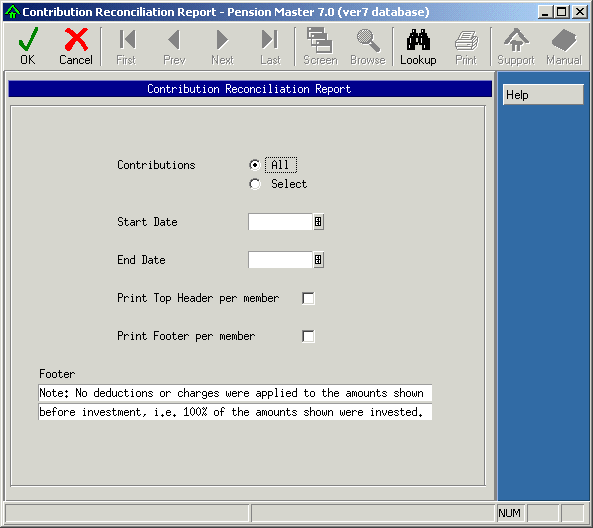 Contribution Reconciliation Report - Pension Master 7.0 (ver7 database)
OK Cancel First Prev Next Last Screen Browse Lookup Print Support Manual
Contribution Reconciliation Report
Help
Contributions All
Select
Start Date
End Date
Print Top Header per member
Print Footer per member
Footer
Note: No deductions or charges were applied to the amounts shown
before investment, i.e. 100% of the amounts shown were invested.
NUM